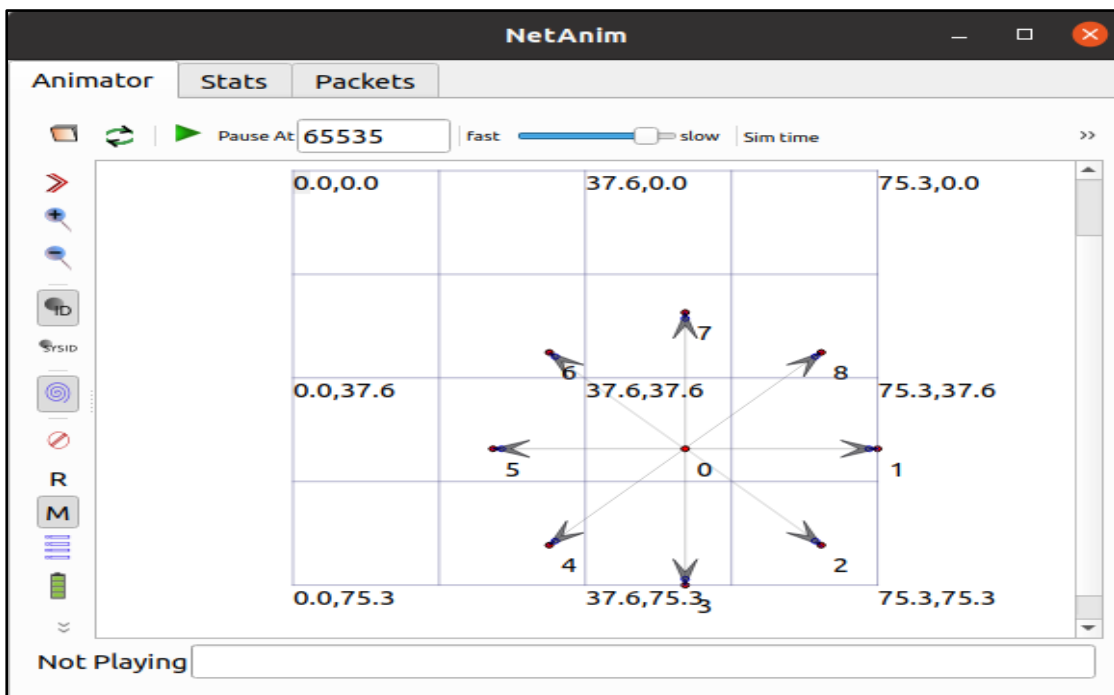 NetAnim
Animator Stats Packets
Pause At 65535 fast slow Sim time »
0.0,0.0 37.6,0.0 75.3,0.0
ID
7
SYSID
6 8
0.0,37.6 37.6,37.6 75.3,37.6
R
5 0 1
M
4 2
0.0,75.3 37.6,75.3 3 75.3,75.3
Not Playing